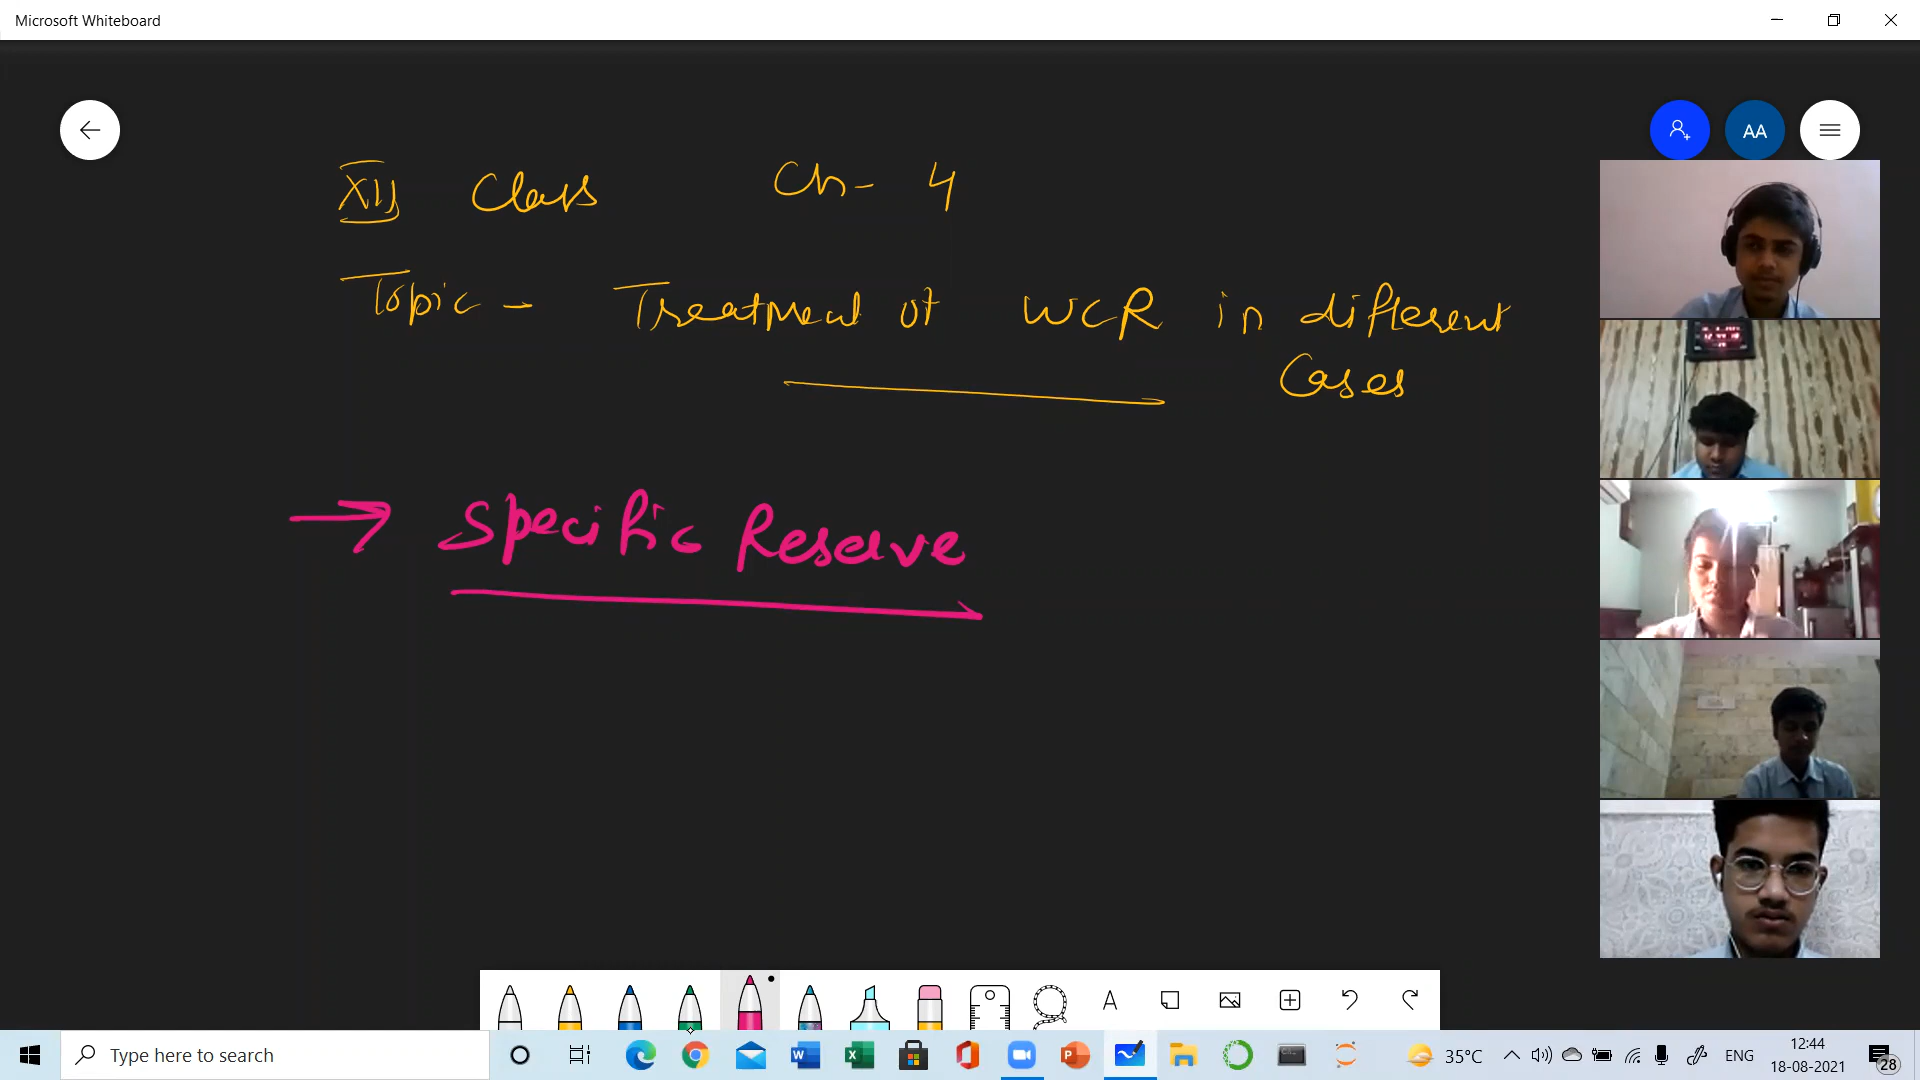 Microsoft Whiteboard
AA
XII Class Ch- 4
Topic - Treatment of WCR in different
Cases
→ Specific Reserve
A
Type here to search
35°C
ENG
12:44
18-08-2021
28